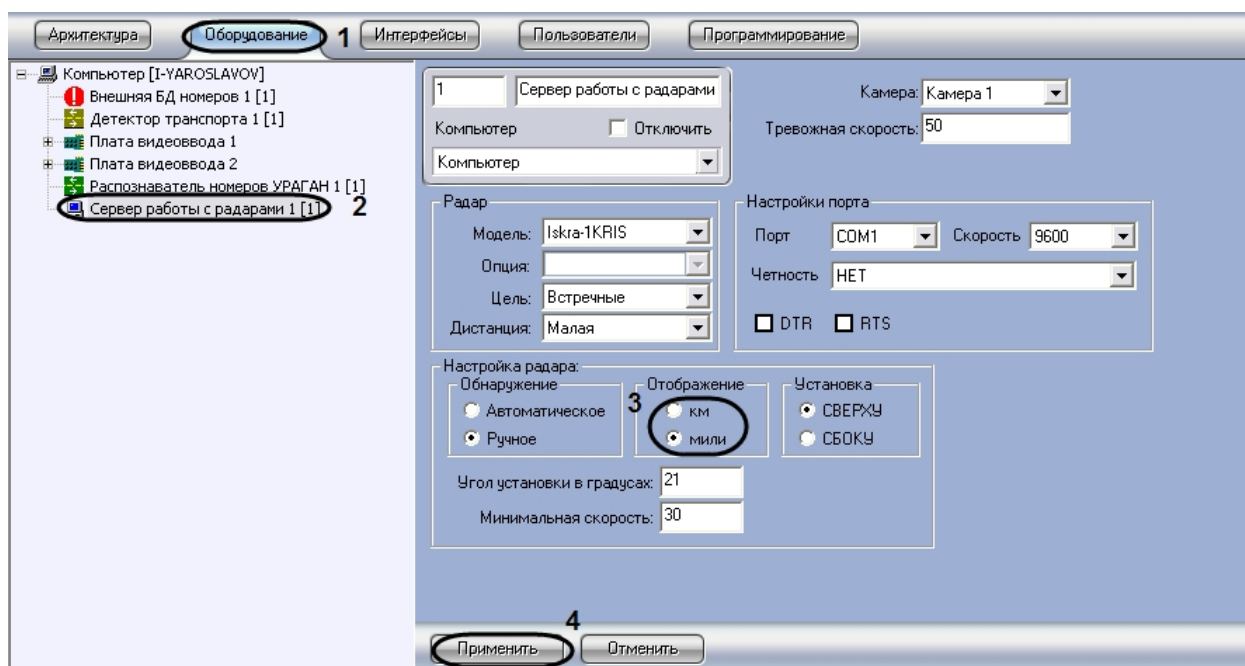 Архитектура Оборудование 1 Интерфейсы Пользователи Программирование
Компьютер [I-YAROSLAVOV]
Внешняя БД номеров 1 [1]
Детектор транспорта 1 [1]
Плата видеоввода 1
Плата видеоввода 2
Распознаватель номеров УРАГАН 1 [1]
Сервер работы с радарами 1 [1] 2
1 Сервер работы с радарами
Компьютер Отключить
Компьютер
Камера: Камера 1
Тревожная скорость: 50
Радар
Модель: Iskra-1KRIS
Опция:
Цель: Встречные
Дистанция: Малая
Настройки порта
Порт COM1 Скорость 9600
Четность НЕТ
DTR RTS
Настройка радара:
Обнаружение
Автоматическое
Ручное
Отображение
3 км
мили
Установка
СВЕРХУ
СБОКУ
Угол установки в градусах: 21
Минимальная скорость: 30
4
Применить Отменить